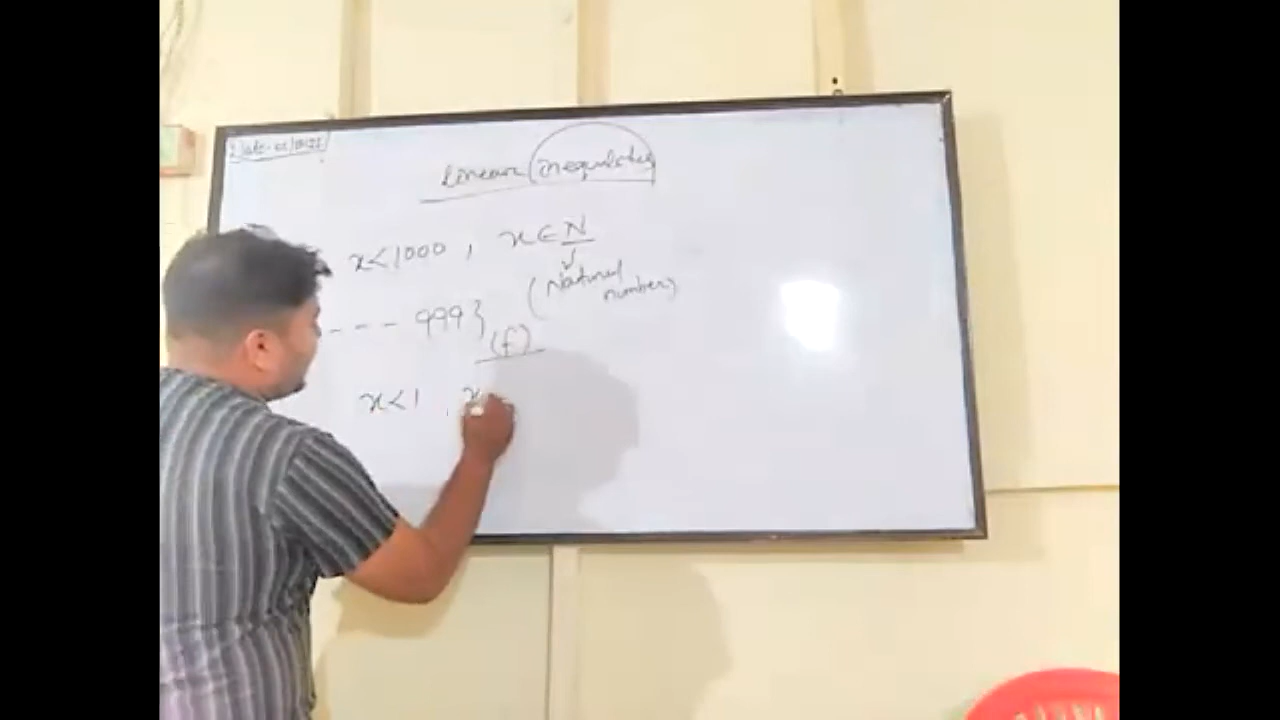 Linear inequalities
x<1000 , x∈N
(Natural
number)
- - - 999}
(f)
x<1 , x